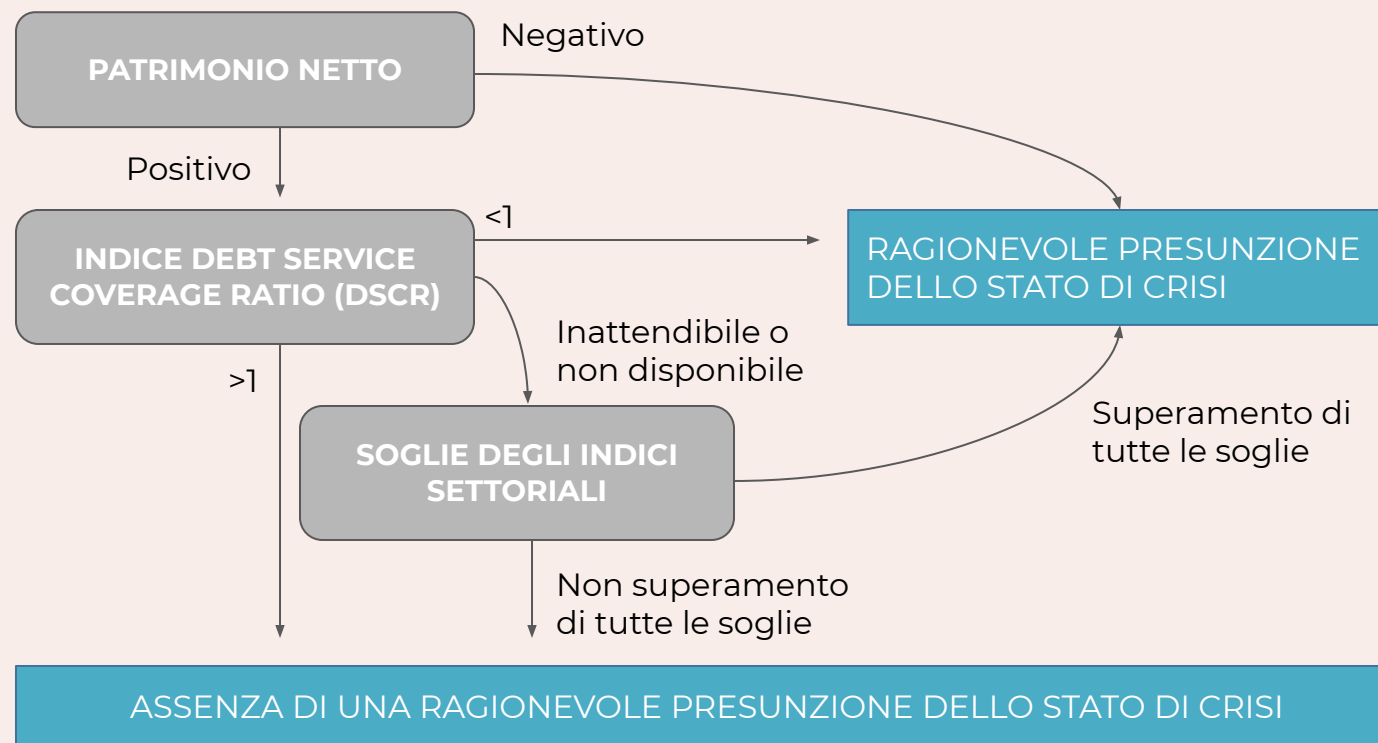 PATRIMONIO NETTO
Negativo
Positivo
INDICE DEBT SERVICE
COVERAGE RATIO (DSCR)
<1
RAGIONEVOLE PRESUNZIONE
DELLO STATO DI CRISI
Inattendibile o
non disponibile
>1
SOGLIE DEGLI INDICI
SETTORIALI
Superamento di
tutte le soglie
Non superamento
di tutte le soglie
ASSENZA DI UNA RAGIONEVOLE PRESUNZIONE DELLO STATO DI CRISI